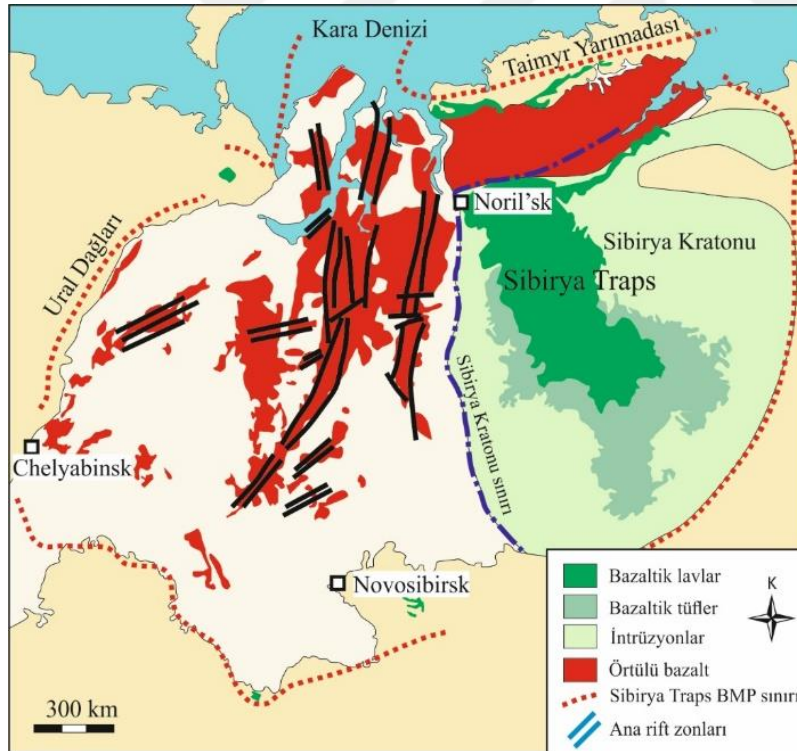 Kara Denizi
Taimyr Yarımadası
Ural Dağları
Noril'sk
Sibirya Kratonu
Sibirya Traps
Sibirya Kratonu sınırı
Chelyabinsk
Novosibirsk
300 km
Bazaltik lavlar
Bazaltik tüfler
İntrüzyonlar
Örtülü bazalt
Sibirya Traps BMP sınırı
Ana rift zonları
K